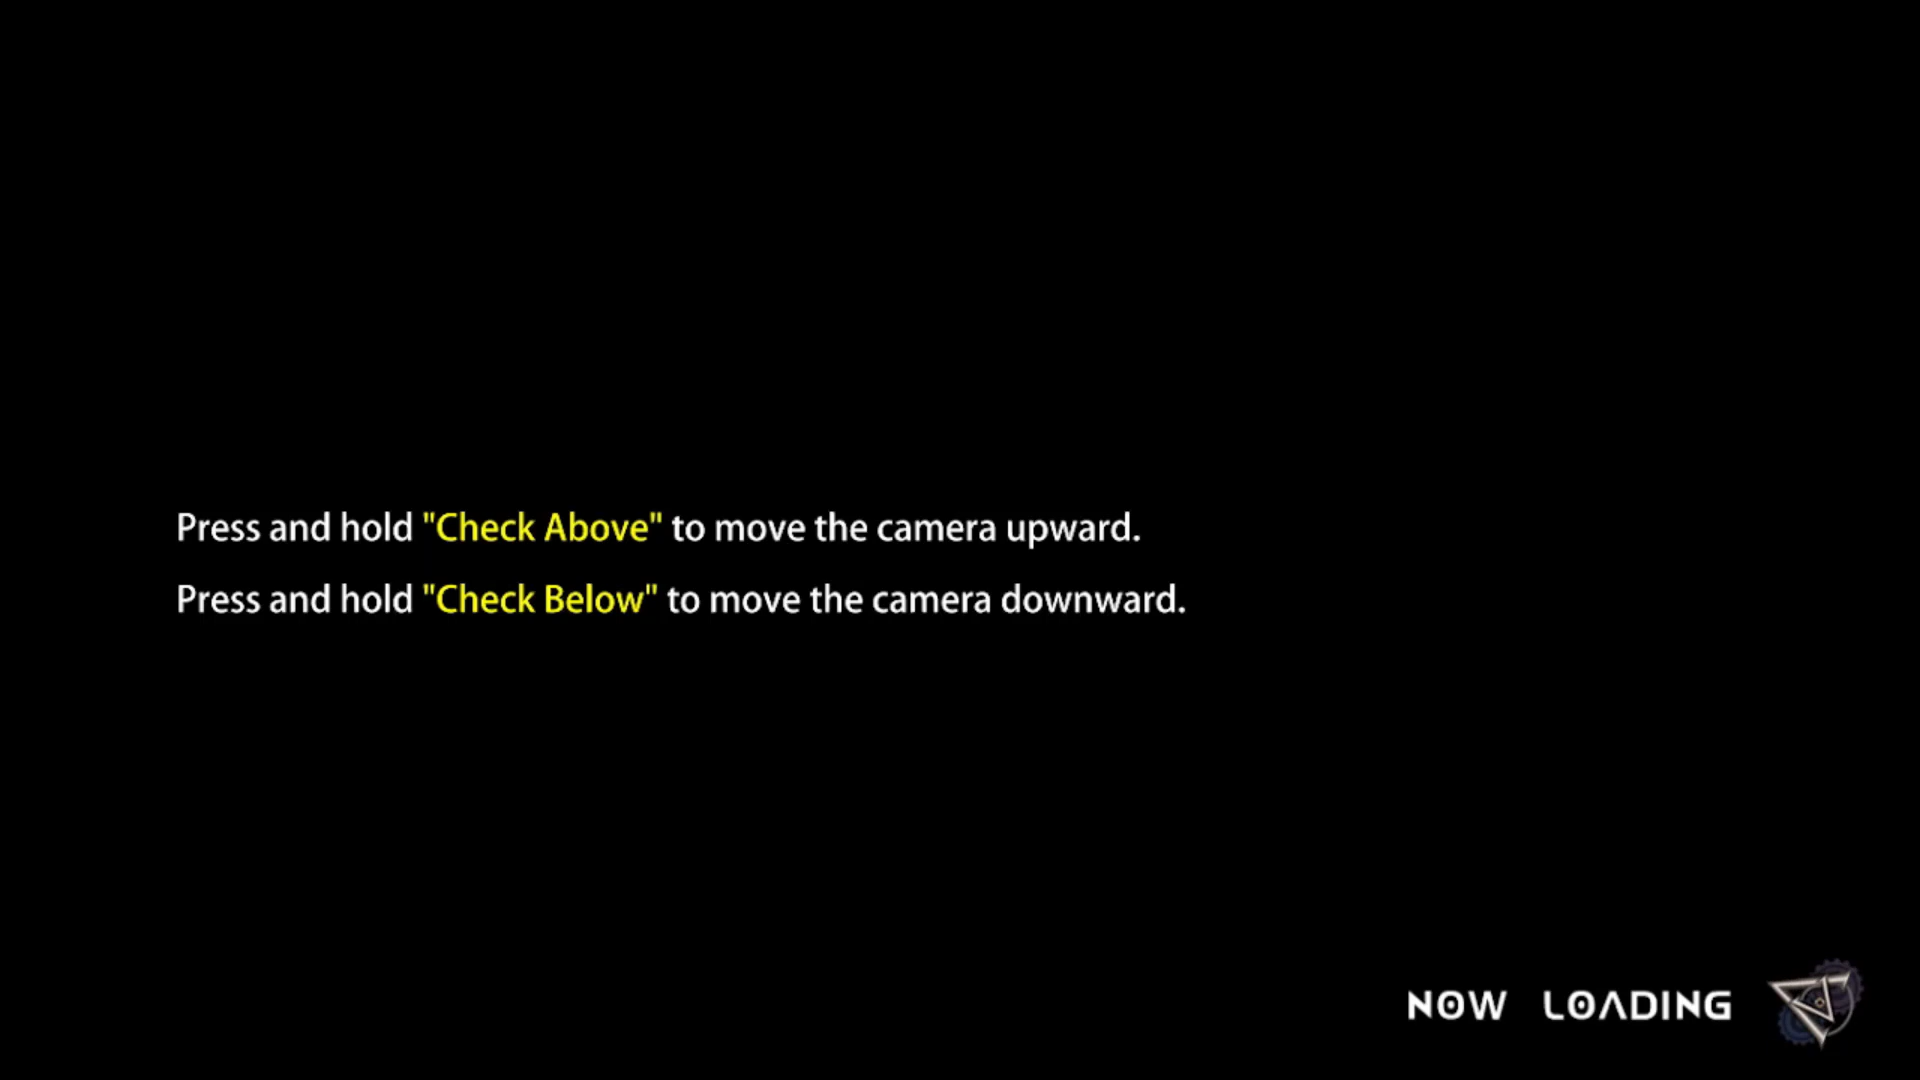 Press and hold "Check Above" to move the camera upward.
Press and hold "Check Below" to move the camera downward.
NOW LOADING